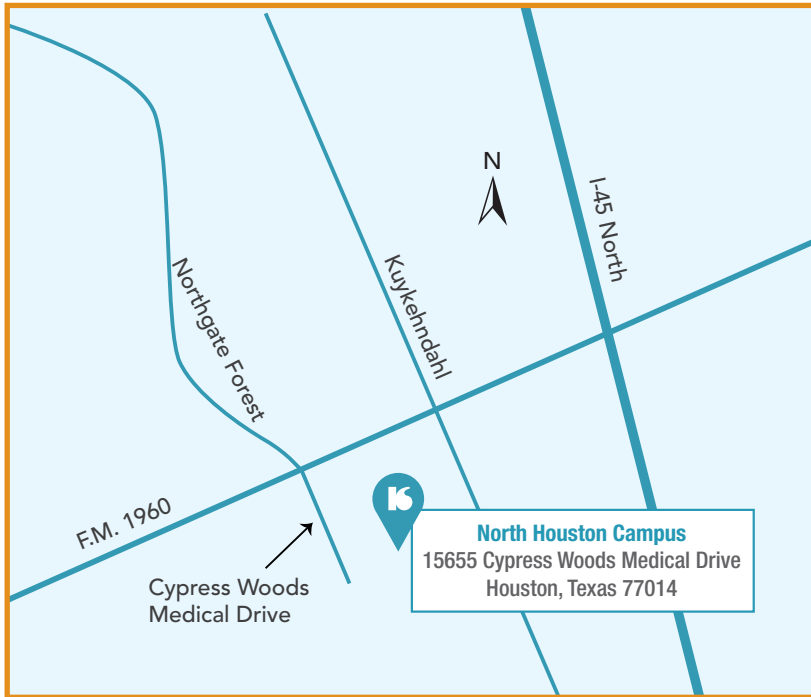 N
I-45 North
Kuykehndahl
Northgate Forest
F.M. 1960
Cypress Woods
Medical Drive
North Houston Campus
15655 Cypress Woods Medical Drive
Houston, Texas 77014